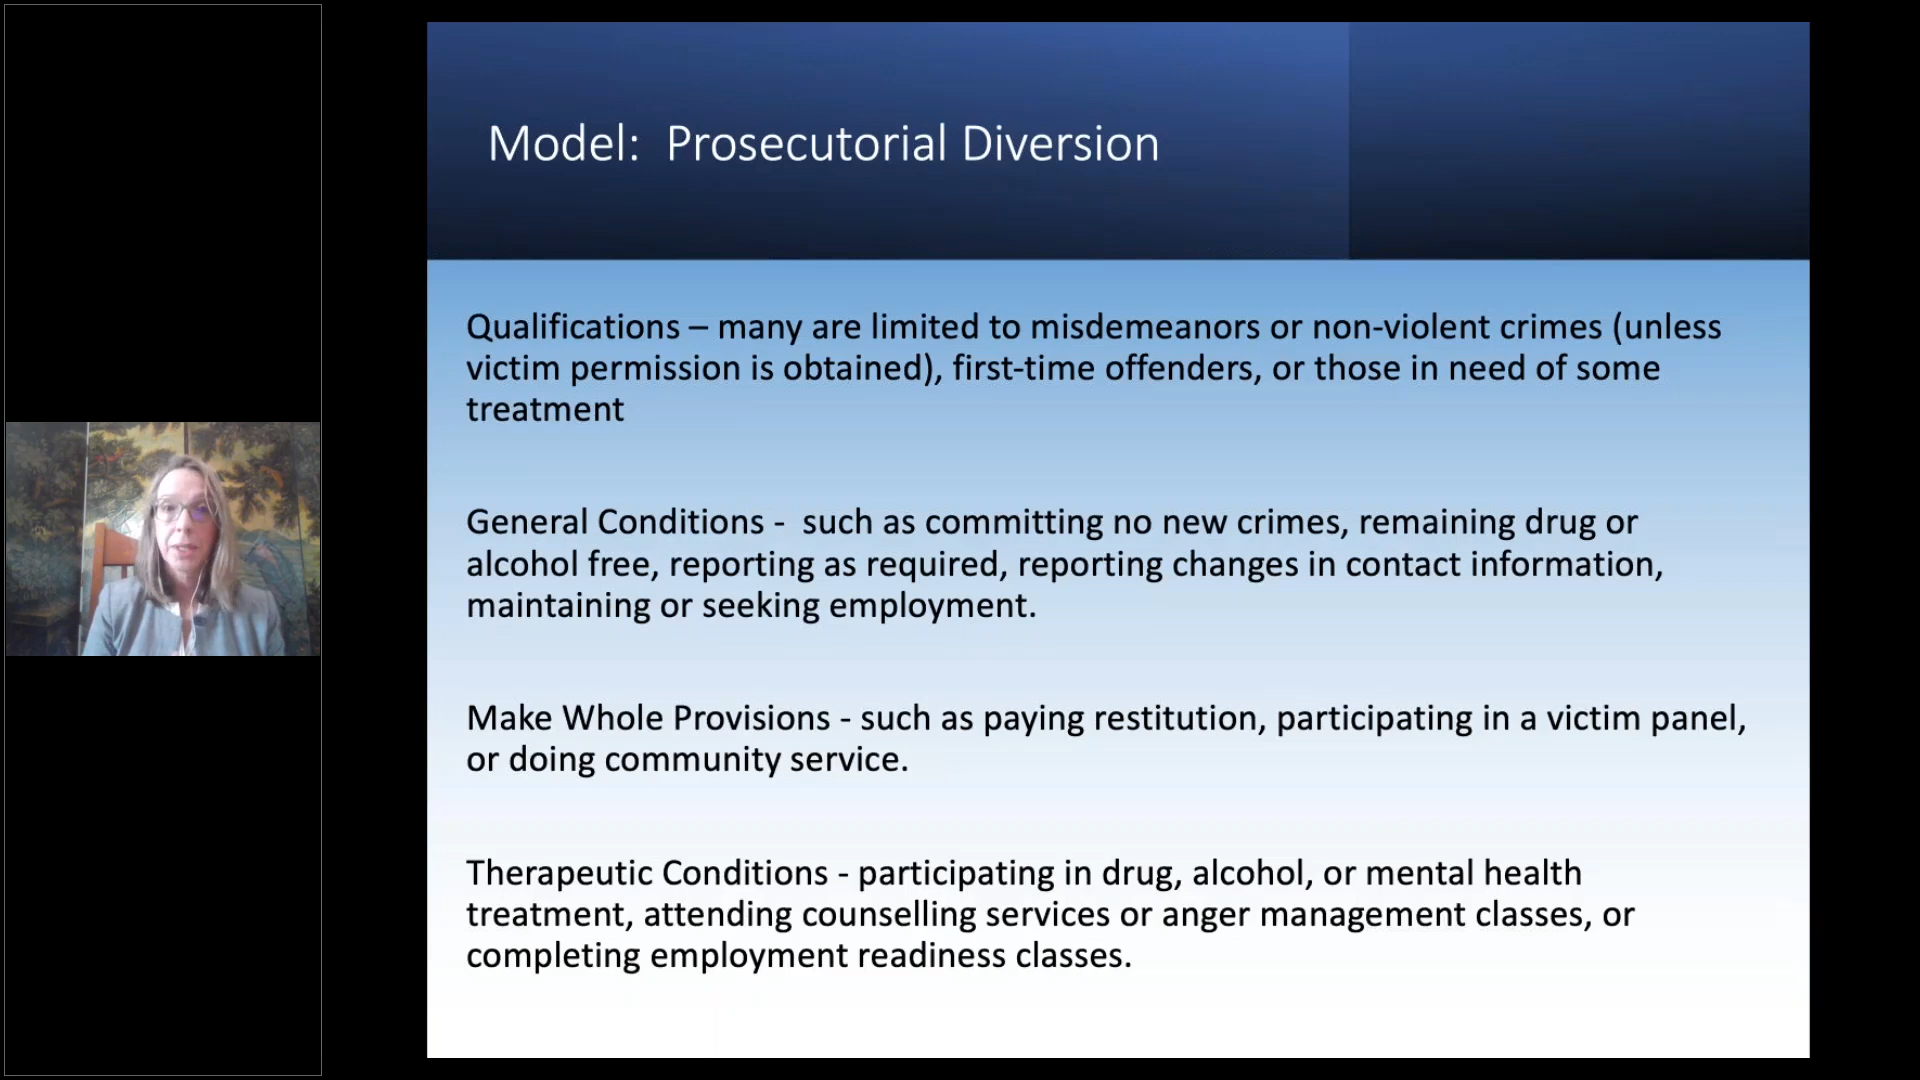 Model:  Prosecutorial Diversion
Qualifications – many are limited to misdemeanors or non-violent crimes (unless
victim permission is obtained), first-time offenders, or those in need of some
treatment
General Conditions -  such as committing no new crimes, remaining drug or
alcohol free, reporting as required, reporting changes in contact information,
maintaining or seeking employment.
Make Whole Provisions - such as paying restitution, participating in a victim panel,
or doing community service.
Therapeutic Conditions - participating in drug, alcohol, or mental health
treatment, attending counselling services or anger management classes, or
completing employment readiness classes.